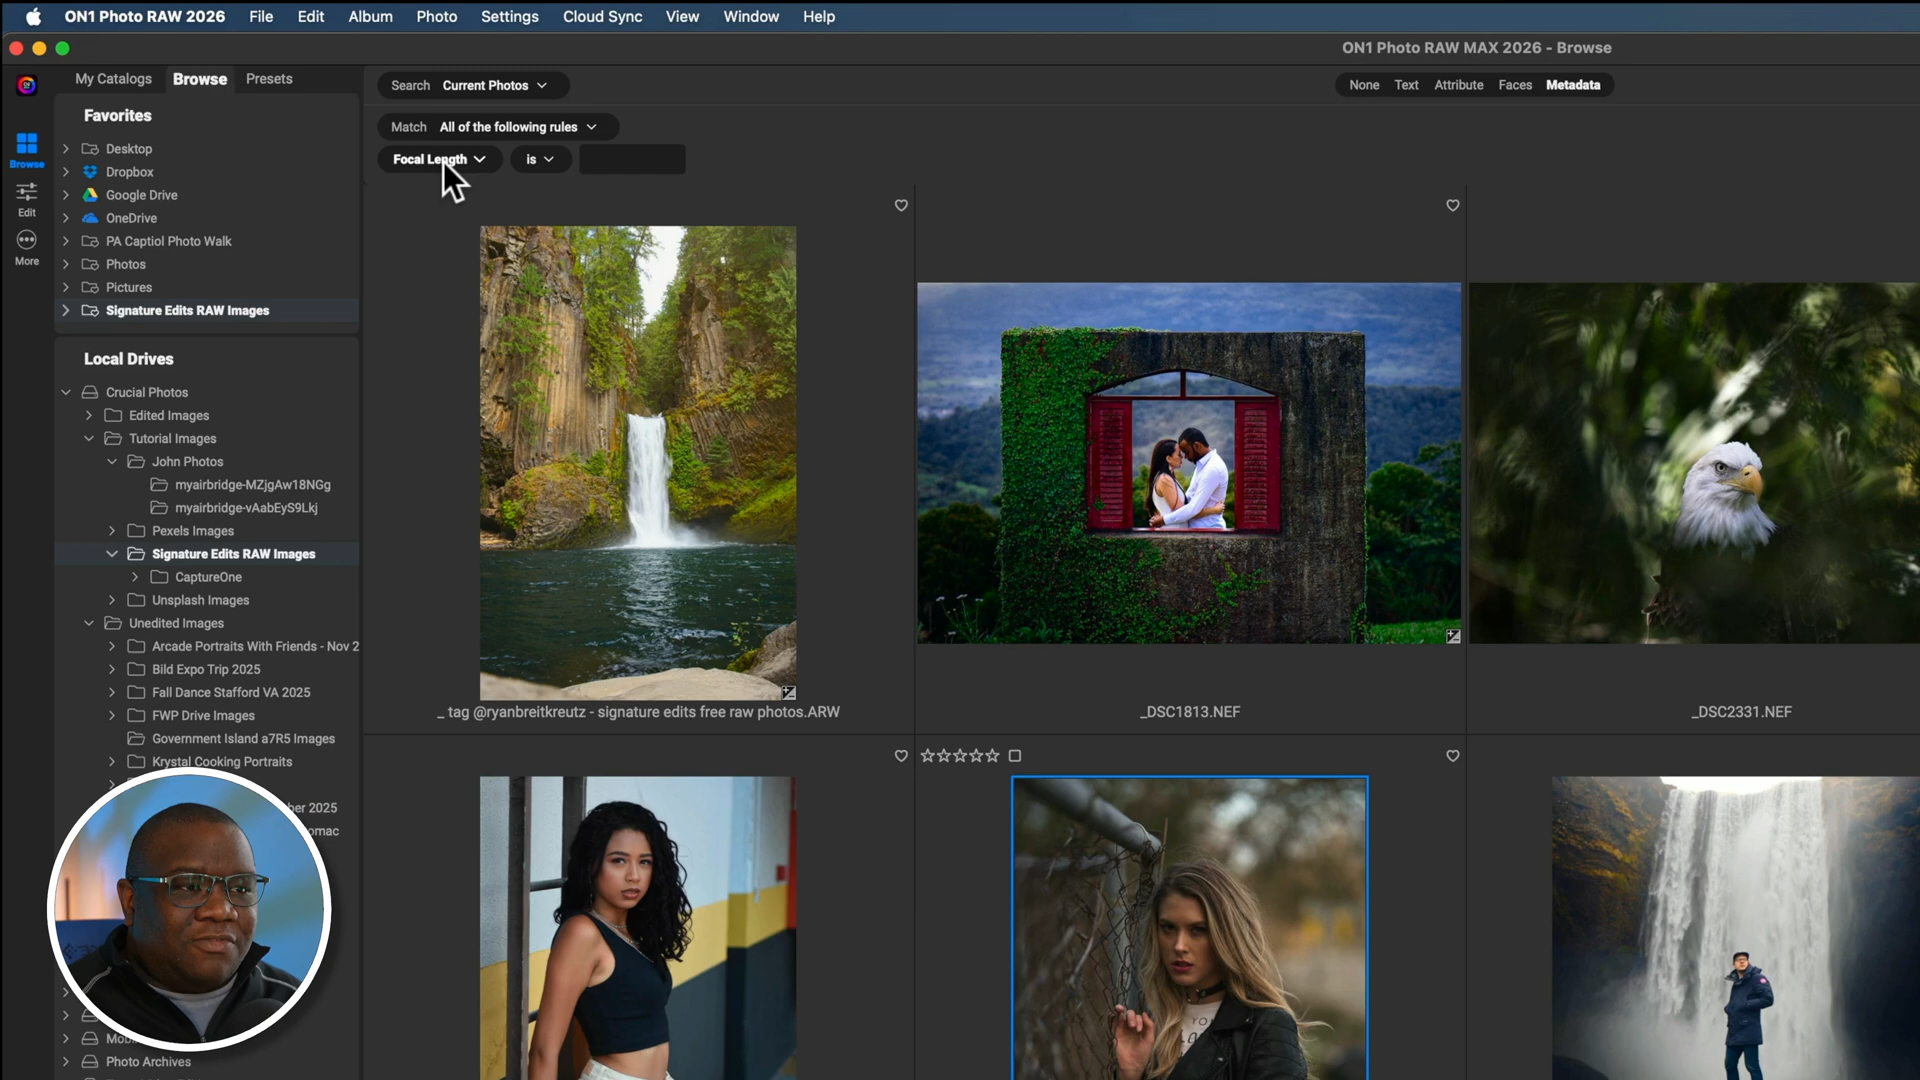 ON1 Photo RAW 2026 File Edit Album Photo Settings Cloud Sync View Window Help
ON1 Photo RAW MAX 2026 - Browse
My Catalogs Browse Presets
Search Current Photos
None Text Attribute Faces Metadata
Match All of the following rules
Focal Length is
Browse
Edit
More
Favorites
Desktop
Dropbox
Google Drive
OneDrive
PA Captiol Photo Walk
Photos
Pictures
Signature Edits RAW Images
Local Drives
Crucial Photos
Edited Images
Tutorial Images
John Photos
myairbridge-MZjgAw18NGg
myairbridge-vAabEyS9Lkj
Pexels Images
Signature Edits RAW Images
CaptureOne
Unsplash Images
Unedited Images
Arcade Portraits With Friends - Nov 2
Bild Expo Trip 2025
Fall Dance Stafford VA 2025
FWP Drive Images
Government Island a7R5 Images
Krystal Cooking Portraits
ber 2025
omac
Photo Archives
_ tag @ryanbreitkreutz - signature edits free raw photos.ARW
_DSC1813.NEF
_DSC2331.NEF